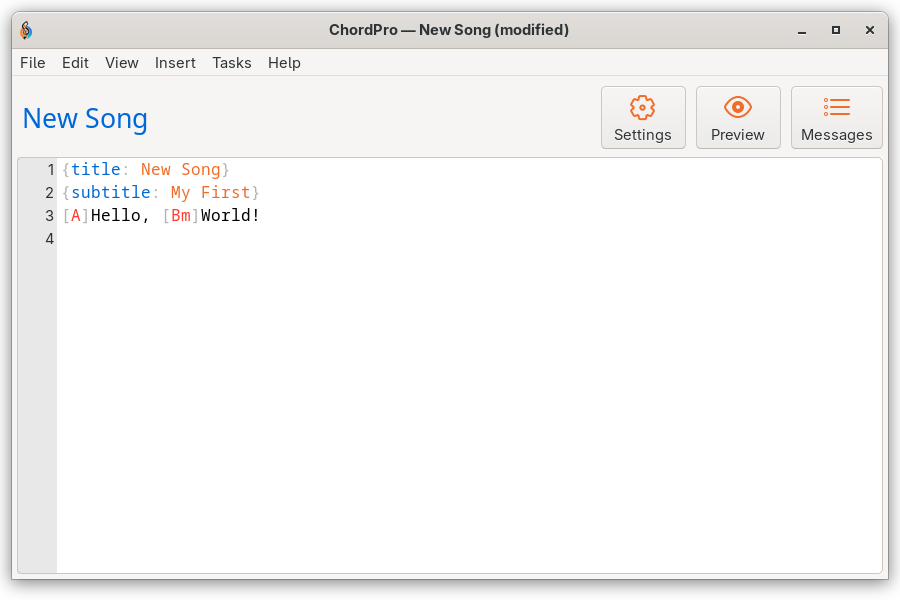 ChordPro — New Song (modified)
File Edit View Insert Tasks Help
New Song
Settings Preview Messages
1 {title: New Song}
2 {subtitle: My First}
3 [A]Hello, [Bm]World!
4